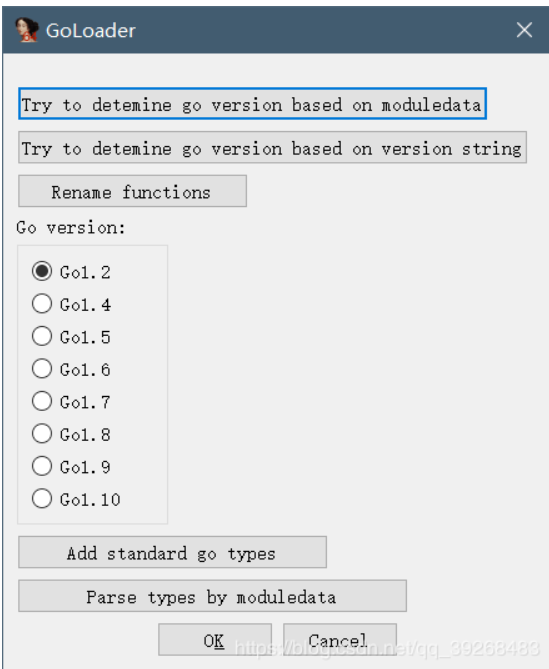 GoLoader
Try to detemine go version based on moduledata
Try to detemine go version based on version string
Rename functions
Go version:
Go1.2
Go1.4
Go1.5
Go1.6
Go1.7
Go1.8
Go1.9
Go1.10
Add standard go types
Parse types by moduledata
OK Cancel
https://blog.csdn.net/qq_39268483